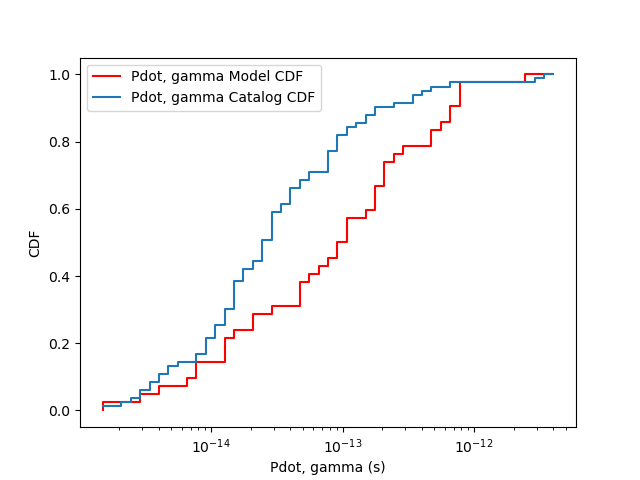 Pdot, gamma Model CDF
Pdot, gamma Catalog CDF
1.0
0.8
0.6
0.4
0.2
0.0
CDF
10⁻¹⁴ 10⁻¹³ 10⁻¹²
Pdot, gamma (s)